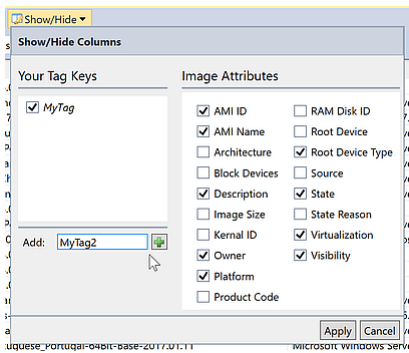 Show/Hide
Show/Hide Columns
Your Tag Keys
MyTag
Add: MyTag2
Image Attributes
AMI ID
AMI Name
Architecture
Block Devices
Description
Image Size
Kernal ID
Owner
Platform
Product Code
RAM Disk ID
Root Device
Root Device Type
Source
State
State Reason
Virtualization
Visibility
Apply Cancel
tuguese_Portugal-64Bit-Base-2017.01.11 Microsoft Windows Serve